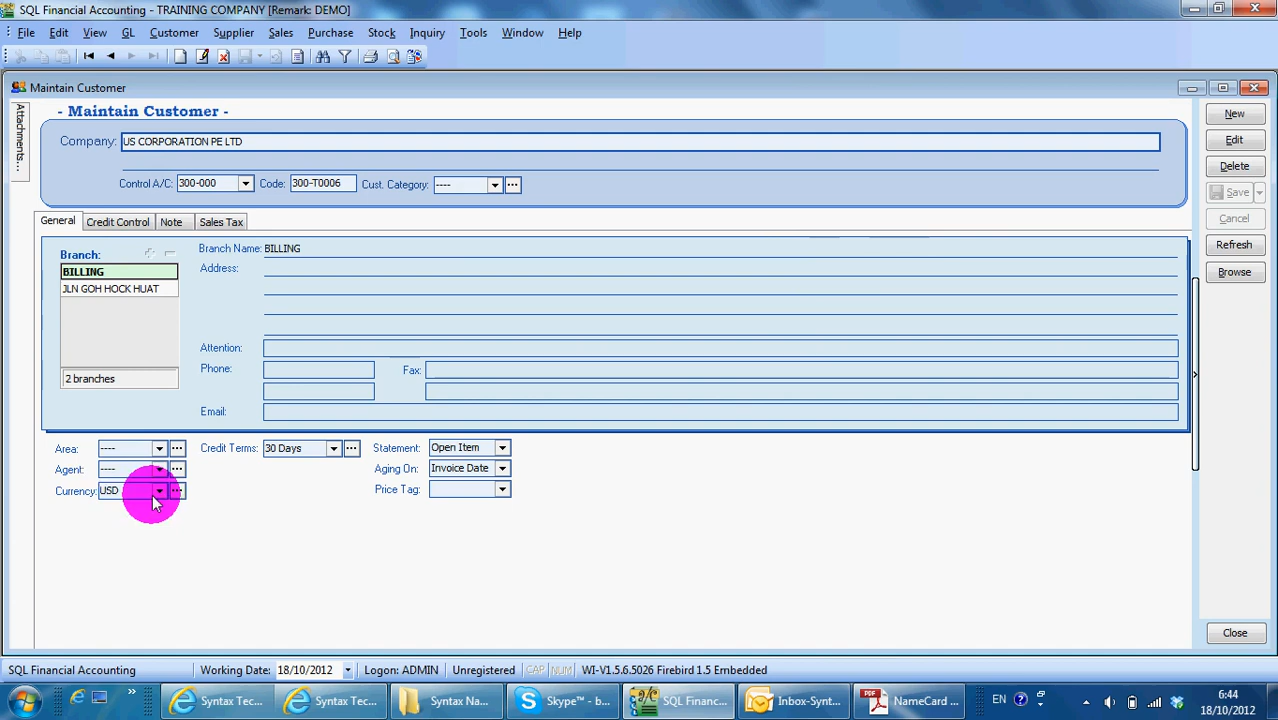 SQL Financial Accounting - TRAINING COMPANY [Remark: DEMO]
File Edit View GL Customer Supplier Sales Purchase Stock Inquiry Tools Window Help
Maintain Customer
Attachments...
- Maintain Customer -
Company: US CORPORATION PE LTD
Control A/C: 300-000 Code: 300-T0006 Cust. Category: ----
General Credit Control Note Sales Tax
Branch:
BILLING
JLN GOH HOCK HUAT
2 branches
Branch Name: BILLING
Address:
Attention:
Phone: Fax:
Email:
Area: ---- Credit Terms: 30 Days Statement: Open Item
Agent: ---- Aging On: Invoice Date
Currency: USD Price Tag:
New
Edit
Delete
Save
Cancel
Refresh
Browse
Close
SQL Financial Accounting Working Date: 18/10/2012 Logon: ADMIN Unregistered CAP NUM WI-V1.5.6.5026 Firebird 1.5 Embedded
Syntax Tec... Syntax Tec... Syntax Na... Skype™ - b... SQL Financ... Inbox-Synt... NameCard ... EN 6:44
18/10/2012